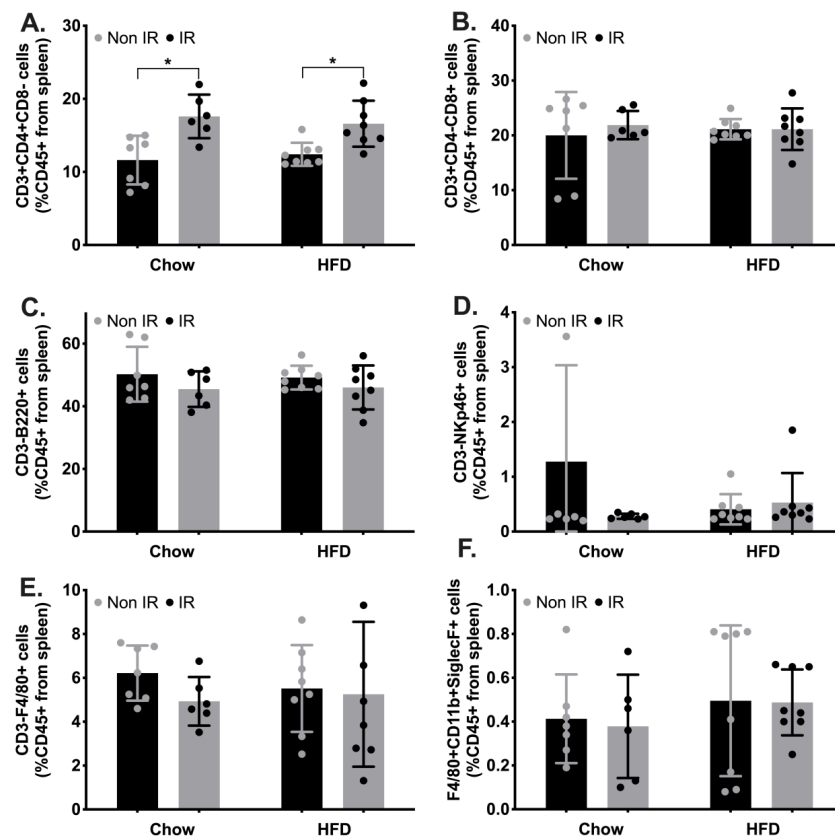 A.
CD3+CD4+CD8- cells
(%CD45+ from spleen)
30
20
10
0
Non IR IR
*
*
Chow HFD
B.
CD3+CD4-CD8+ cells
(%CD45+ from spleen)
40
30
20
10
0
Non IR IR
Chow HFD
C.
CD3-B220+ cells
(%CD45+ from spleen)
60
40
20
0
Non IR IR
Chow HFD
D.
CD3-NKp46+ cells
(%CD45+ from spleen)
4
3
2
1
0
Non IR IR
Chow HFD
E.
CD3-F4/80+ cells
(%CD45+ from spleen)
10
8
6
4
2
0
Non IR IR
Chow HFD
F.
F4/80+CD11b+SiglecF+ cells
(%CD45+ from spleen)
1.0
0.8
0.6
0.4
0.2
0.0
Non IR IR
Chow HFD